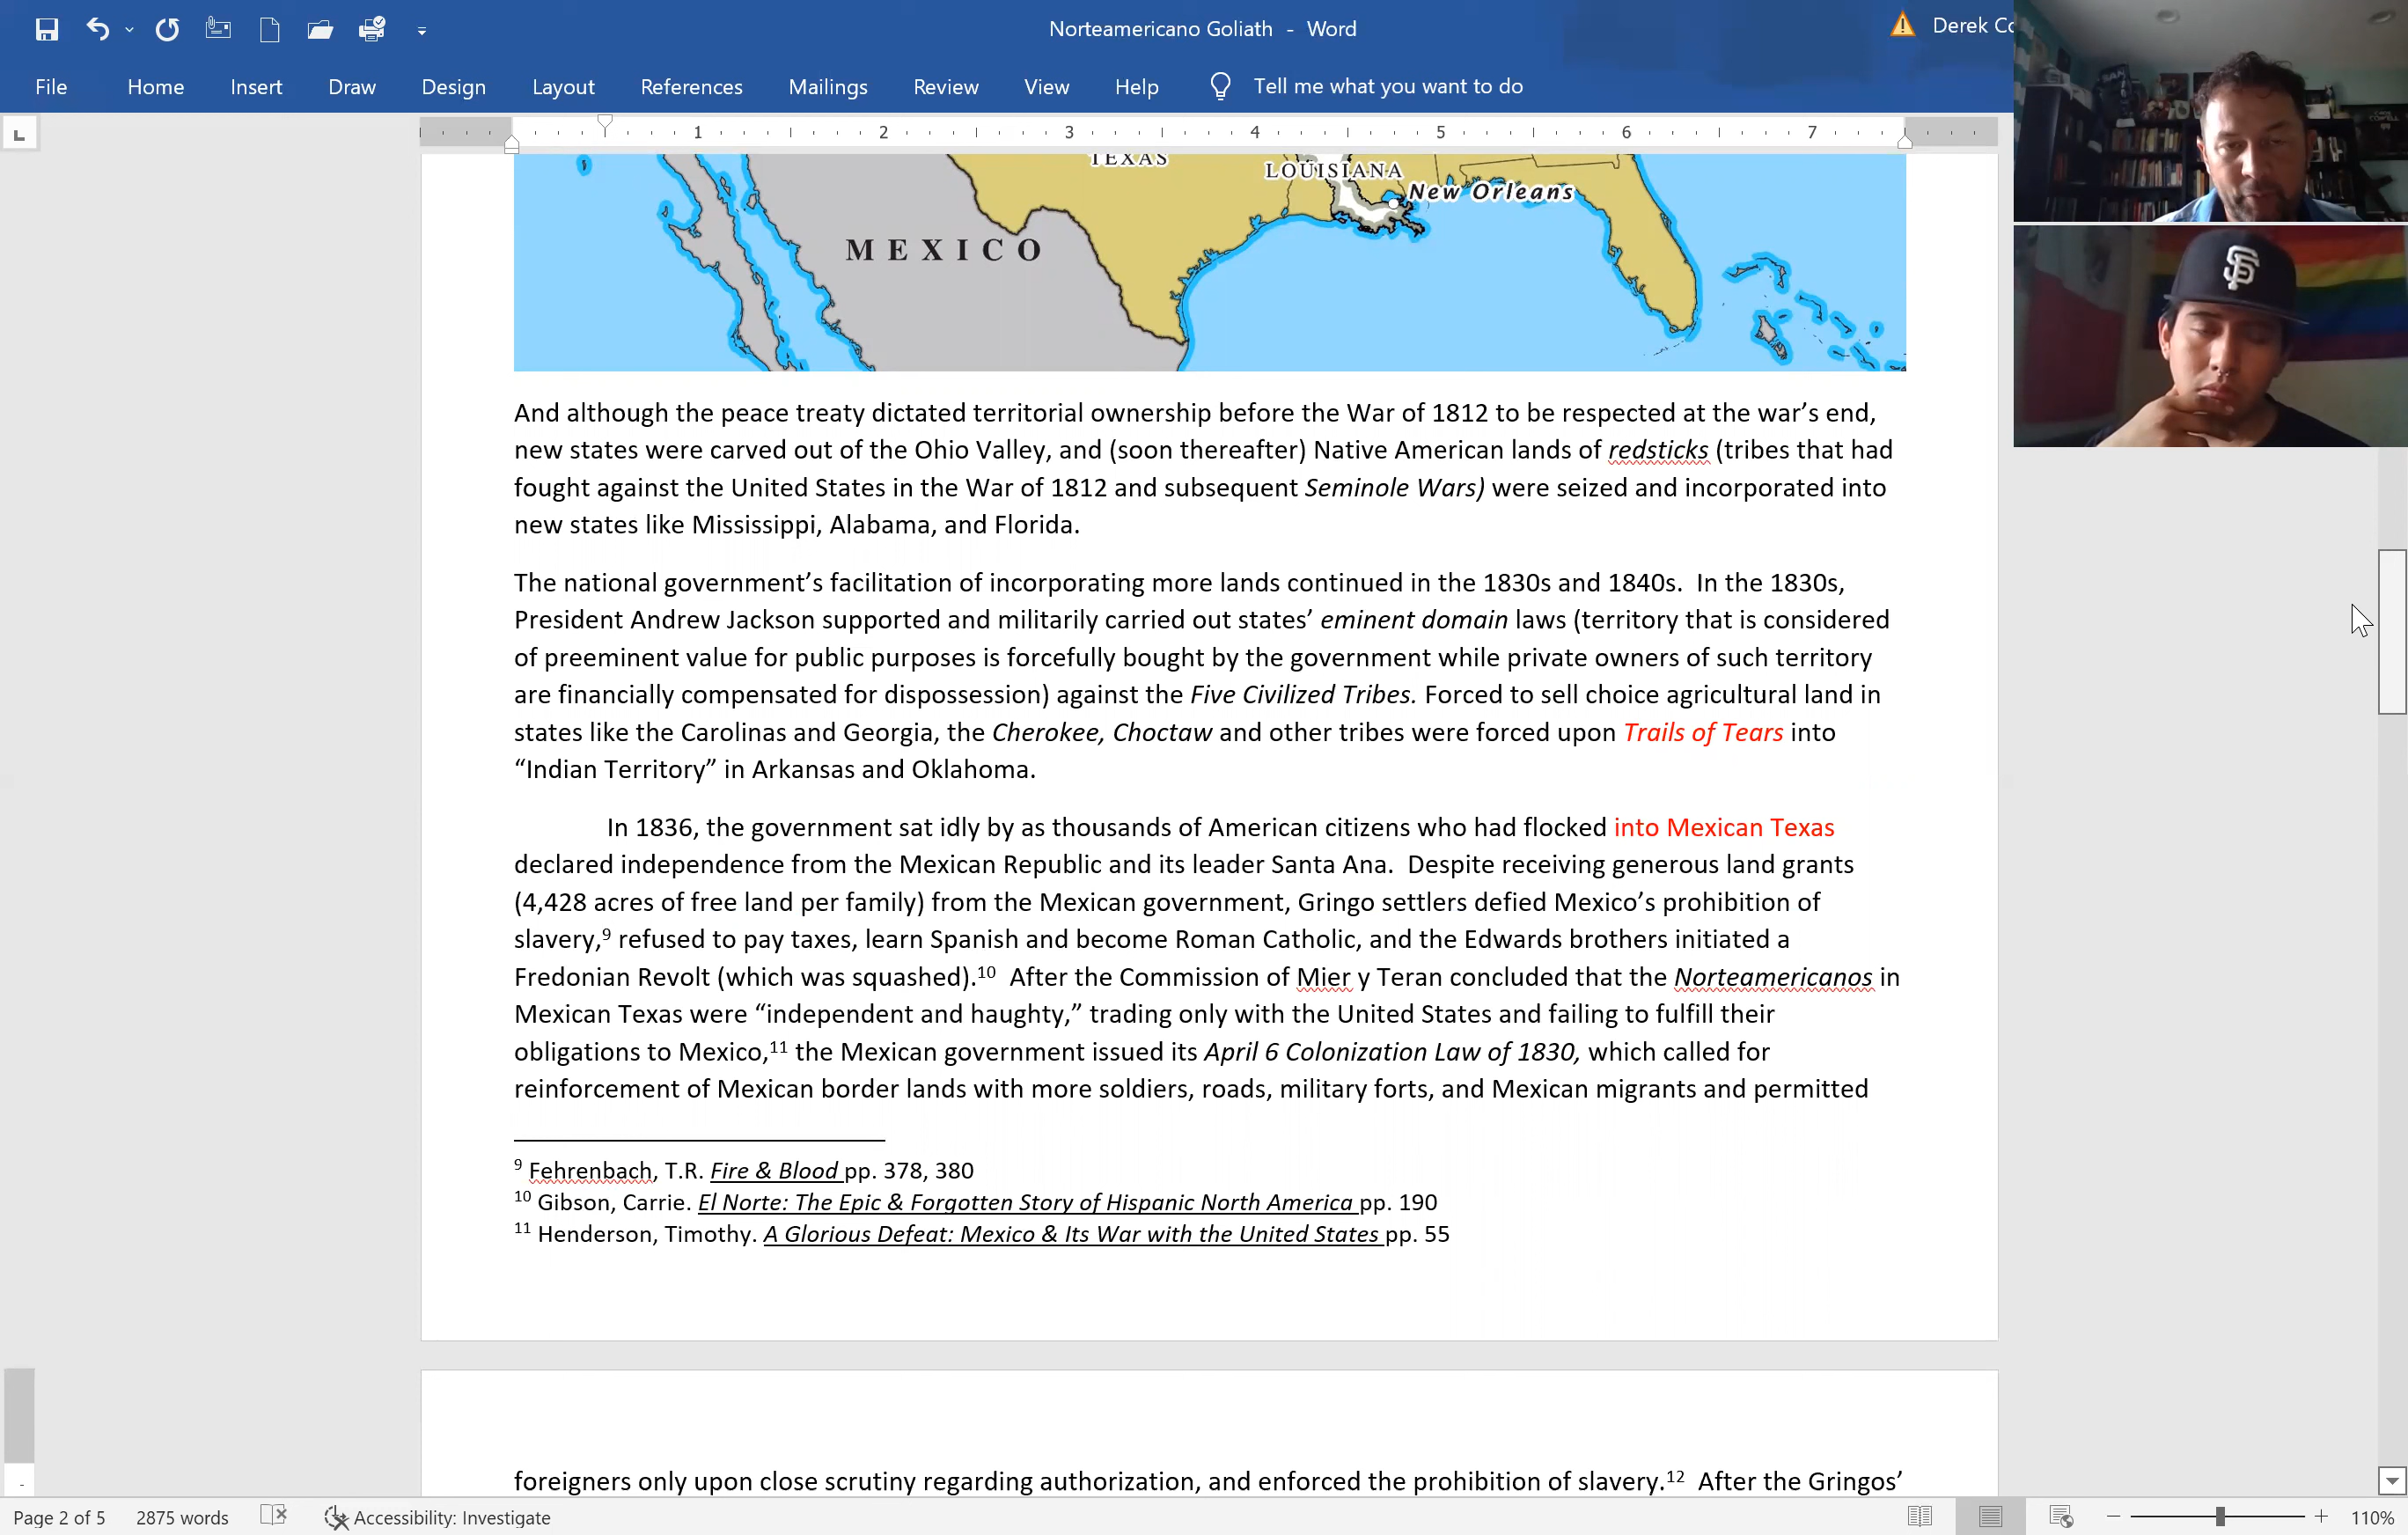 Norteamericano Goliath - Word
Derek Co
File Home Insert Draw Design Layout References Mailings Review View Help Tell me what you want to do
1 2 3 4 5 6 7
TEXAS
LOUISIANA
New Orleans
MEXICO
SF
And although the peace treaty dictated territorial ownership before the War of 1812 to be respected at the war’s end,
new states were carved out of the Ohio Valley, and (soon thereafter) Native American lands of redsticks (tribes that had
fought against the United States in the War of 1812 and subsequent Seminole Wars) were seized and incorporated into
new states like Mississippi, Alabama, and Florida.
The national government’s facilitation of incorporating more lands continued in the 1830s and 1840s.  In the 1830s,
President Andrew Jackson supported and militarily carried out states’ eminent domain laws (territory that is considered
of preeminent value for public purposes is forcefully bought by the government while private owners of such territory
are financially compensated for dispossession) against the Five Civilized Tribes. Forced to sell choice agricultural land in
states like the Carolinas and Georgia, the Cherokee, Choctaw and other tribes were forced upon Trails of Tears into
“Indian Territory” in Arkansas and Oklahoma.
In 1836, the government sat idly by as thousands of American citizens who had flocked into Mexican Texas
declared independence from the Mexican Republic and its leader Santa Ana.  Despite receiving generous land grants
(4,428 acres of free land per family) from the Mexican government, Gringo settlers defied Mexico’s prohibition of
slavery,9 refused to pay taxes, learn Spanish and become Roman Catholic, and the Edwards brothers initiated a
Fredonian Revolt (which was squashed).10  After the Commission of Mier y Teran concluded that the Norteamericanos in
Mexican Texas were “independent and haughty,” trading only with the United States and failing to fulfill their
obligations to Mexico,11 the Mexican government issued its April 6 Colonization Law of 1830, which called for
reinforcement of Mexican border lands with more soldiers, roads, military forts, and Mexican migrants and permitted
9 Fehrenbach, T.R. Fire & Blood pp. 378, 380
10 Gibson, Carrie. El Norte: The Epic & Forgotten Story of Hispanic North America pp. 190
11 Henderson, Timothy. A Glorious Defeat: Mexico & Its War with the United States pp. 55
foreigners only upon close scrutiny regarding authorization, and enforced the prohibition of slavery.12  After the Gringos’
Page 2 of 5 2875 words Accessibility: Investigate 110%